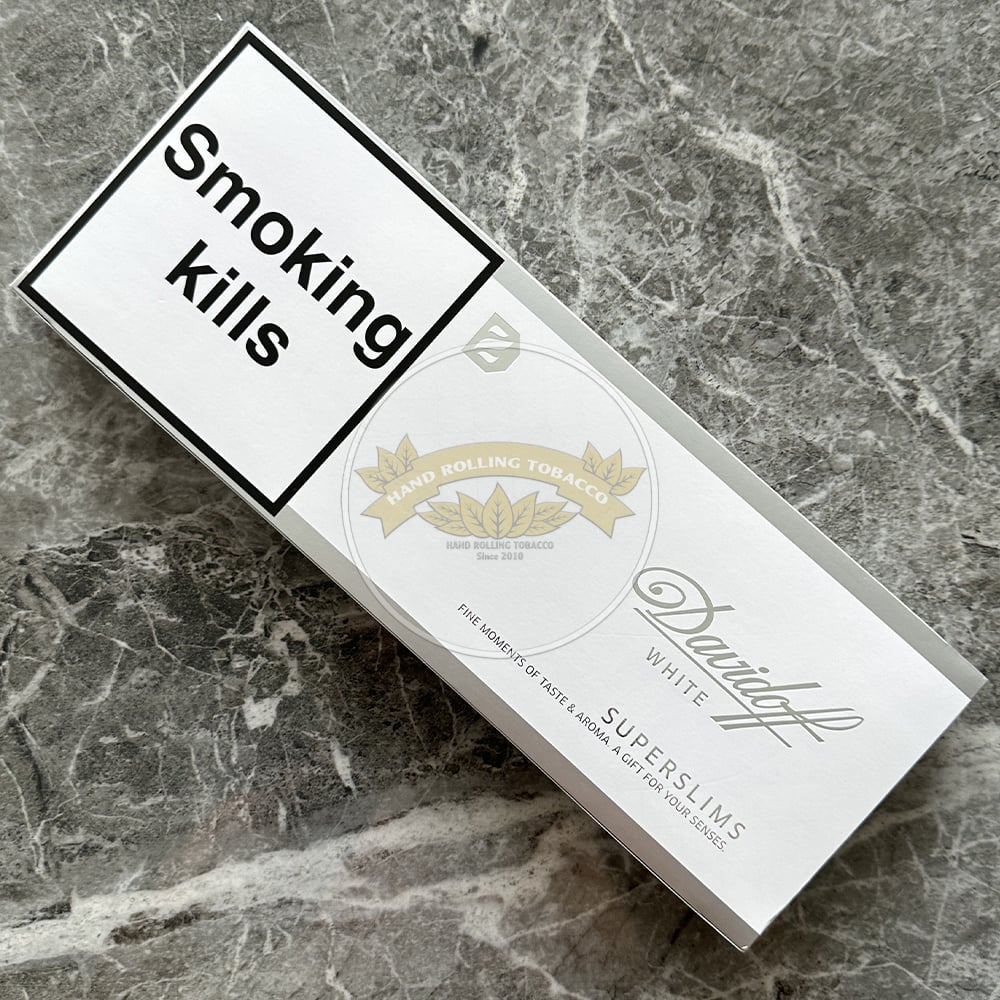 Smoking
kills
HAND ROLLING TOBACCO
HAND ROLLING TOBACCO
Since 2010
Davidoff
WHITE
SUPERSLIMS
FINE MOMENTS OF TASTE & AROMA. A GIFT FOR YOUR SENSES.